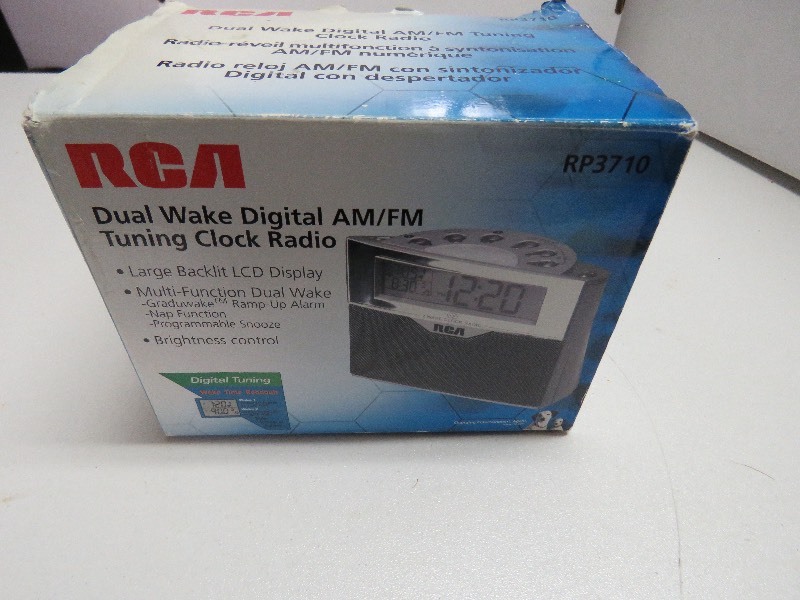 RCA
RP3710
Dual Wake Digital AM/FM Tuning
Clock Radio
Radio-réveil multifonction à syntonisation
AM/FM numérique
Radio reloj AM/FM con sintonizador
Digital con despertador
RCA
RP3710
Dual Wake Digital AM/FM
Tuning Clock Radio
• Large Backlit LCD Display
• Multi-Function Dual Wake
-Graduwake™ Ramp Up Alarm
-Nap Function
-Programmable Snooze
• Brightness control
12:20
RCA
Digital Tuning